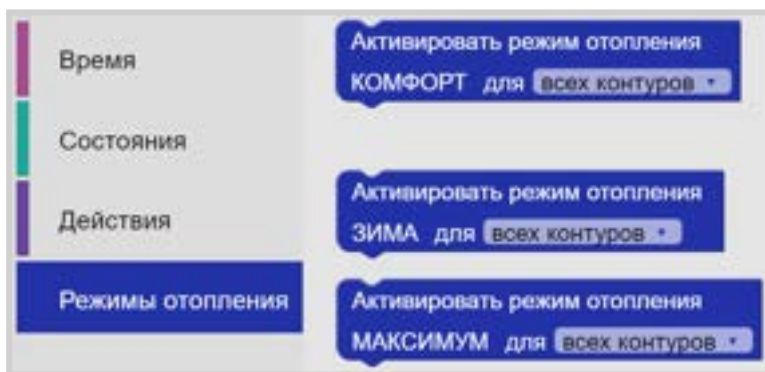 Время
Состояния
Действия
Режимы отопления
Активировать режим отопления
КОМФОРТ для всех контуров
Активировать режим отопления
ЗИМА для всех контуров
Активировать режим отопления
МАКСИМУМ для всех контуров